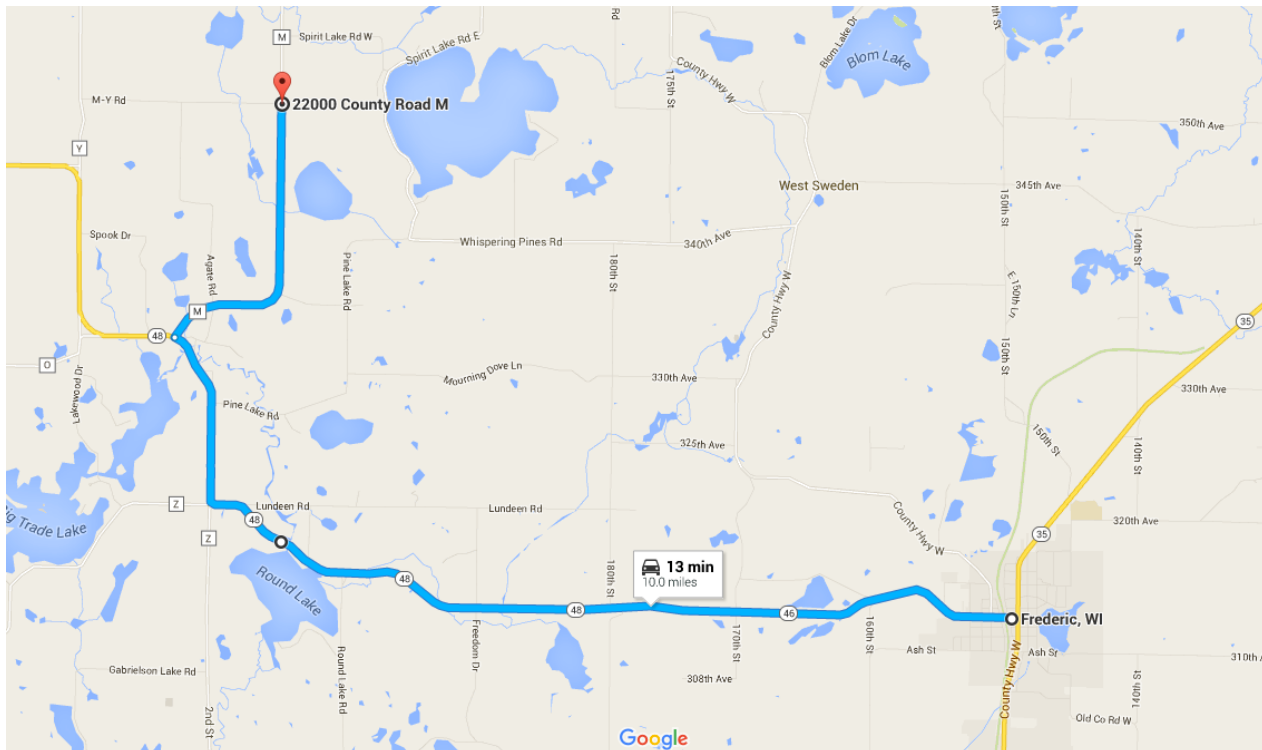 M
Spirit Lake Rd W
Spirit Lake Rd E
Rd
Blom Lake Dr
Blom Lake
175th St
County Hwy W
M-Y Rd
22000 County Road M
350th Ave
Y
West Sweden
345th Ave
150th St
140th St
Spook Dr
Agate Rd
Pine Lake Rd
Whispering Pines Rd
340th Ave
180th St
County Hwy W
E 150th Ln
M
48
35
O
Lakewood Dr
150th St
Mourning Dove Ln
330th Ave
330th Ave
Pine Lake Rd
325th Ave
150th St
140th St
Z
Lundeen Rd
Lundeen Rd
48
Big Trade Lake
320th Ave
County Hwy W
35
Z
13 min
10.0 miles
Round Lake
48
180th St
48
46
Frederic, WI
Freedom Dr
170th St
160th St
Ash St
Ash St
310th A
Gabrielson Lake Rd
Round Lake Rd
308th Ave
2nd St
County Hwy W
140th St
Old Co Rd W
Google